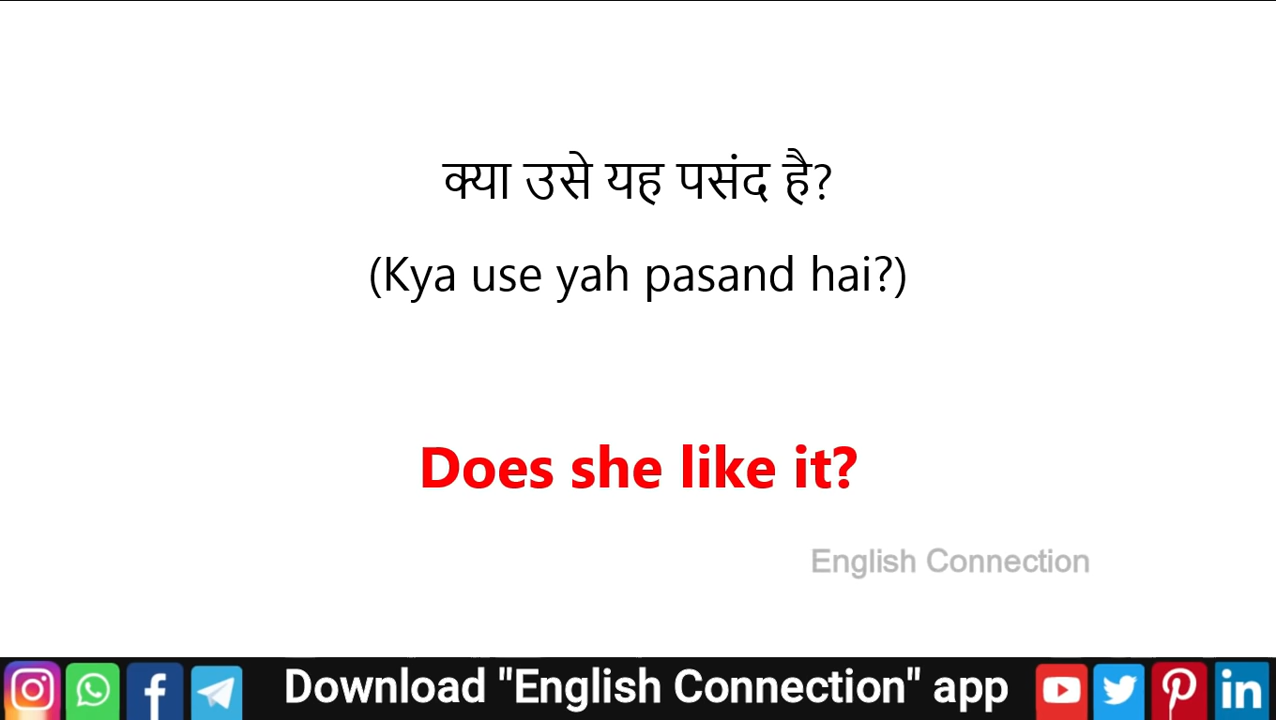 क्या उसे यह पसंद है?
(Kya use yah pasand hai?)
Does she like it?
English Connection
Download "English Connection" app